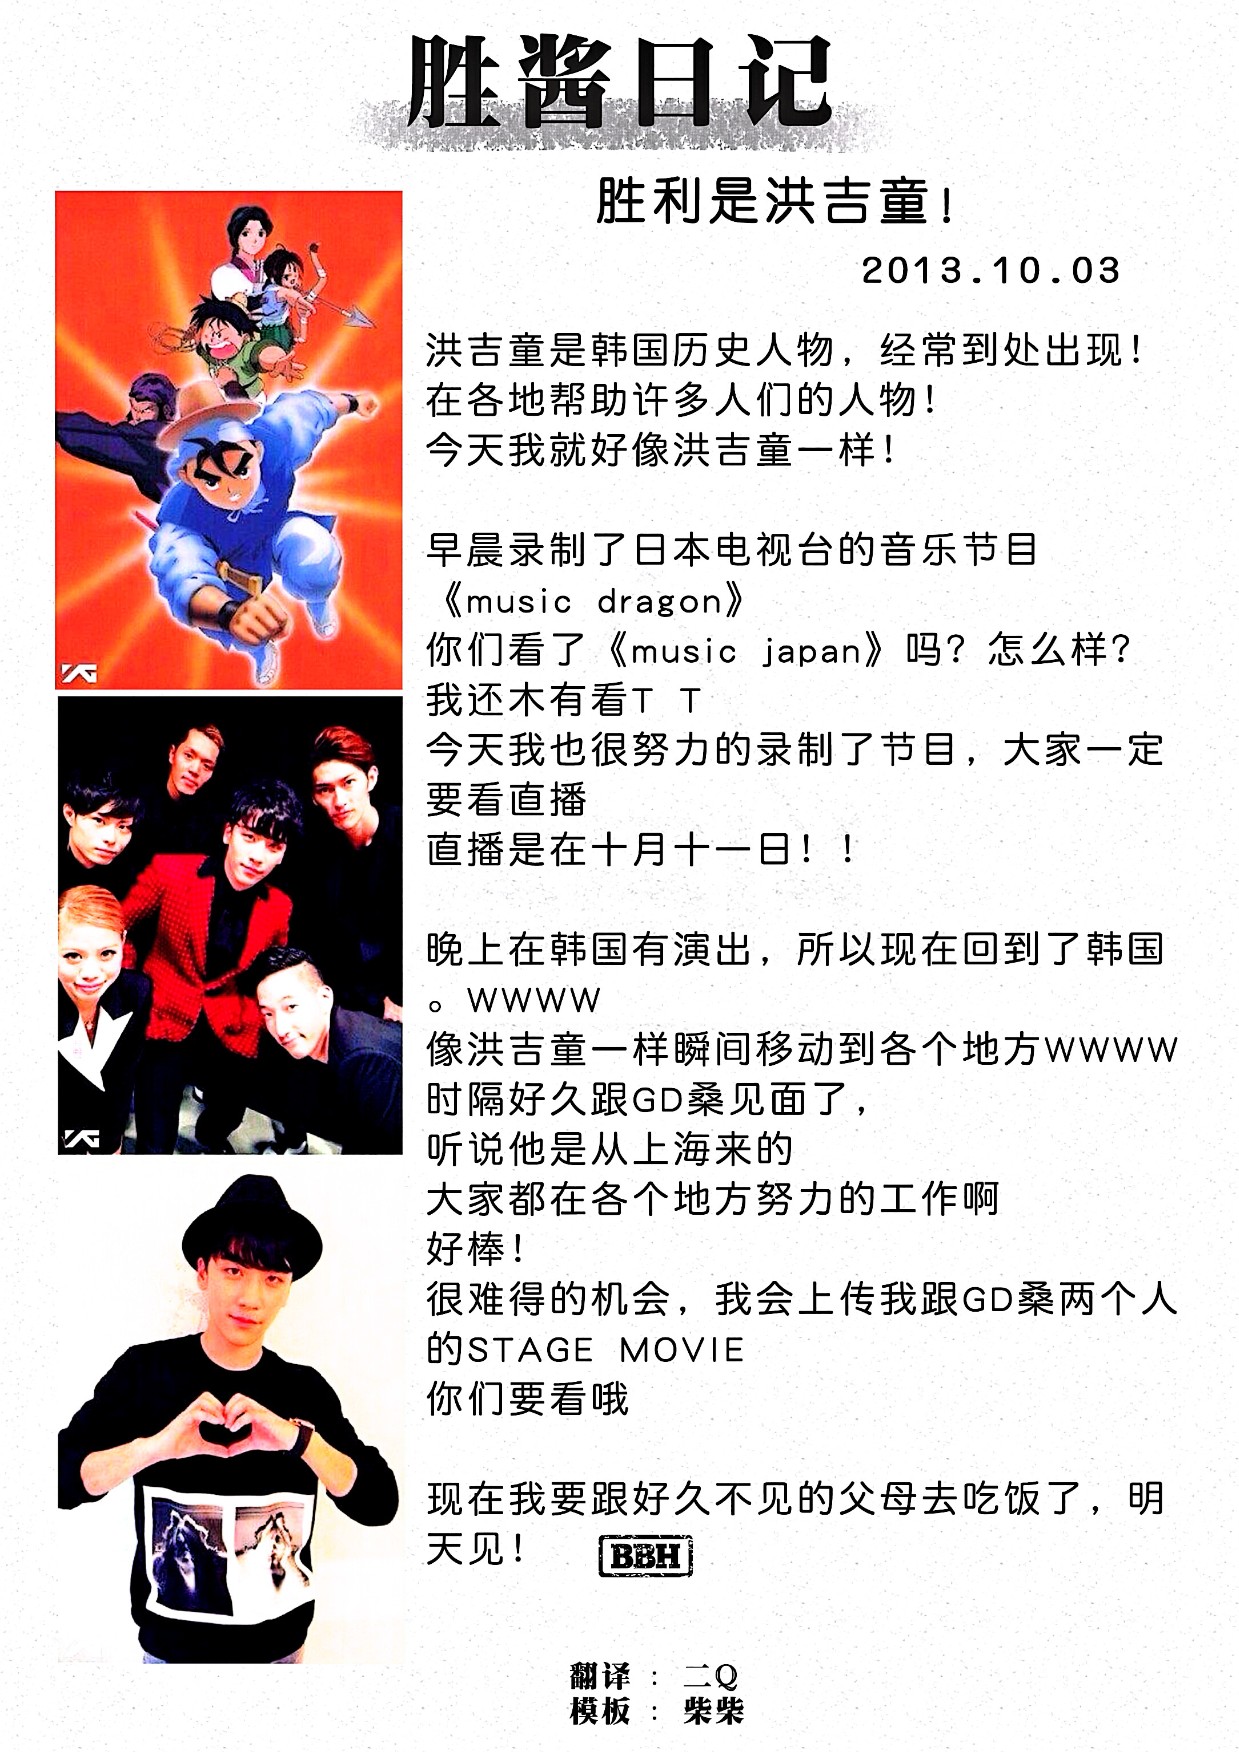 胜酱日记
胜利是洪吉童!
2013.10.03
洪吉童是韩国历史人物，经常到处出现!
在各地帮助许多人们的人物!
今天我就好像洪吉童一样!
早晨录制了日本电视台的音乐节目
《music dragon》
你们看了《music japan》吗？怎么样？
我还木有看T T
今天我也很努力的录制了节目，大家一定
要看直播
直播是在十月十一日！！
晚上在韩国有演出，所以现在回到了韩国
。WWWW
像洪吉童一样瞬间移动到各个地方WWWW
时隔好久跟GD桑见面了，
听说他是从上海来的
大家都在各个地方努力的工作啊
好棒!
很难得的机会，我会上传我跟GD桑两个人
的STAGE MOVIE
你们要看哦
现在我要跟好久不见的父母去吃饭了，明
天见!
BBH
YG
YG
翻译 : 二Q
模板 : 柴柴